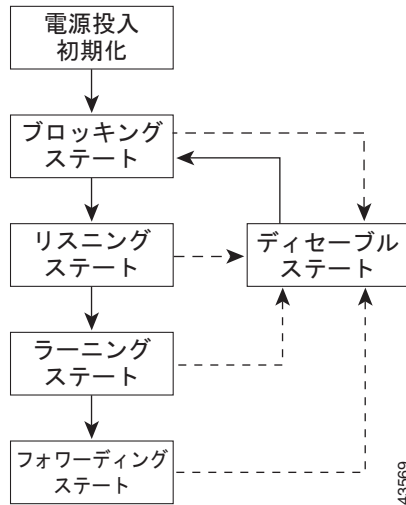 電源投入
初期化
ブロッキング
ステート
リスニング
ステート
ディセーブル
ステート
ラーニング
ステート
フォワーディング
ステート
43569